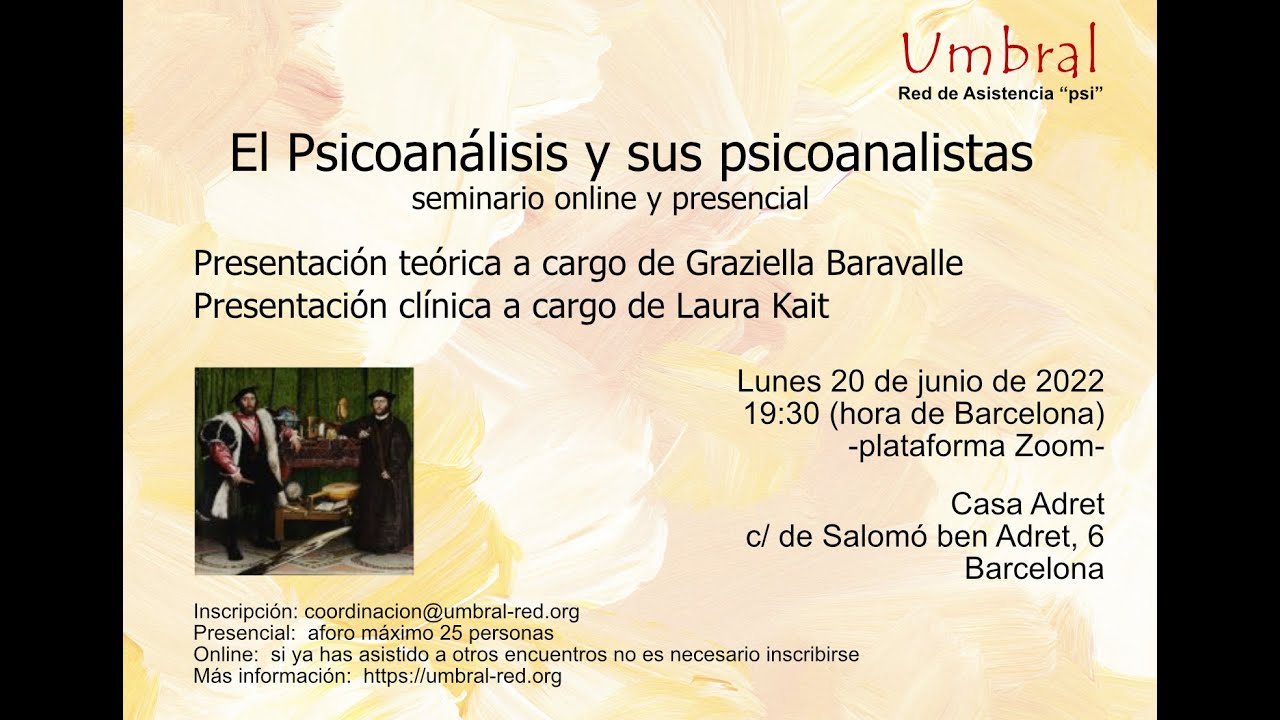 Umbral
Red de Asistencia “psi”
El Psicoanálisis y sus psicoanalistas
seminario online y presencial
Presentación teórica a cargo de Graziella Baravalle
Presentación clínica a cargo de Laura Kait
Lunes 20 de junio de 2022
19:30 (hora de Barcelona)
-plataforma Zoom-
Casa Adret
c/ de Salomó ben Adret, 6
Barcelona
Inscripción: coordinacion@umbral-red.org
Presencial:  aforo máximo 25 personas
Online:  si ya has asistido a otros encuentros no es necesario inscribirse
Más información:  https://umbral-red.org